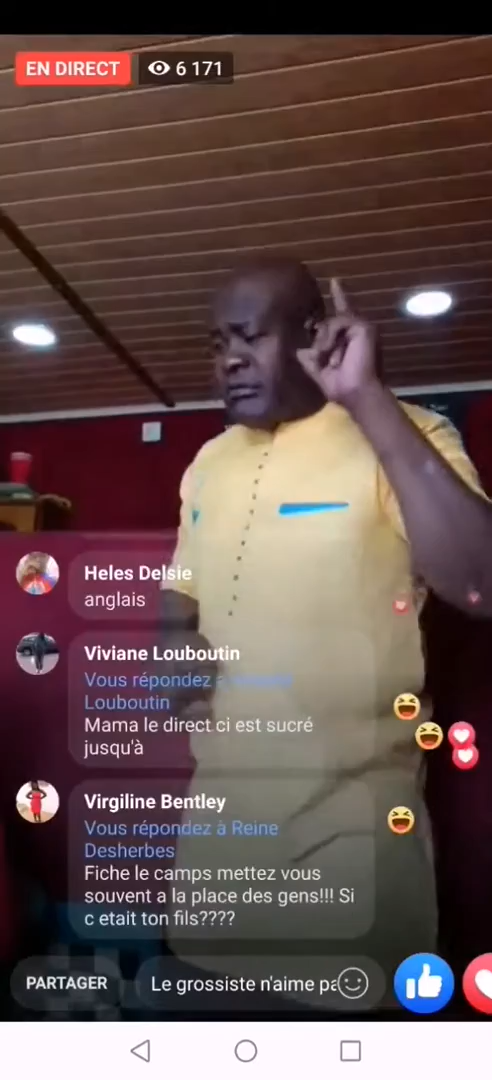 EN DIRECT
6 171
Heles Delsie
anglais
Viviane Louboutin
Vous répondez
Louboutin
Mama le direct ci est sucré
jusqu'à
Virgiline Bentley
Vous répondez à Reine
Desherbes
Fiche le camps mettez vous
souvent a la place des gens!!! Si
c etait ton fils????
PARTAGER
Le grossiste n'aime pa